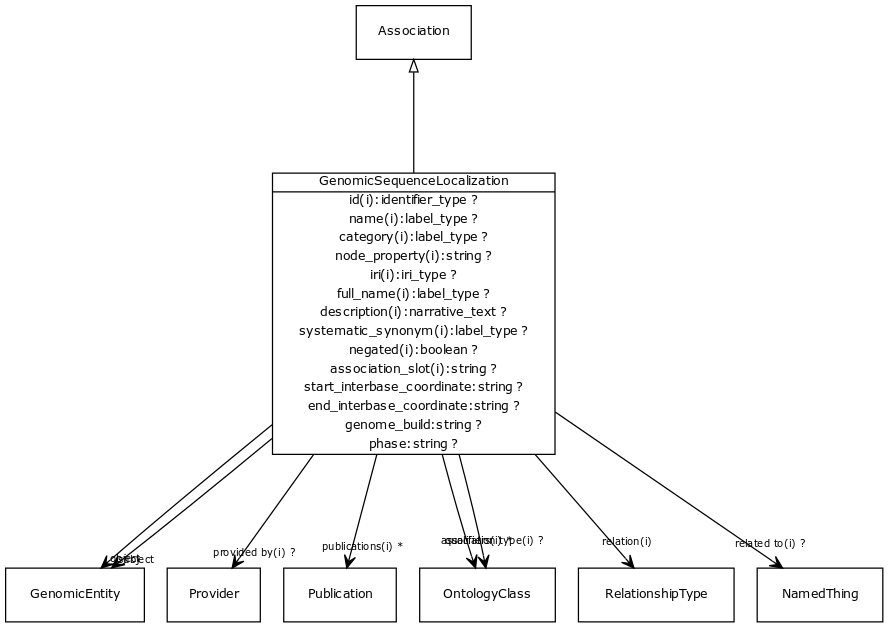 Association
GenomicSequenceLocalization
id(i):identifier_type ?
name(i):label_type ?
category(i):label_type ?
node_property(i):string ?
iri(i):iri_type ?
full_name(i):label_type ?
description(i):narrative_text ?
systematic_synonym(i):label_type ?
negated(i):boolean ?
association_slot(i):string ?
start_interbase_coordinate:string ?
end_interbase_coordinate:string ?
genome_build:string ?
phase:string ?
provided by(i) ?
publications(i) *
relation(i)
related to(i) ?
GenomicEntity
Provider
Publication
OntologyClass
RelationshipType
NamedThing